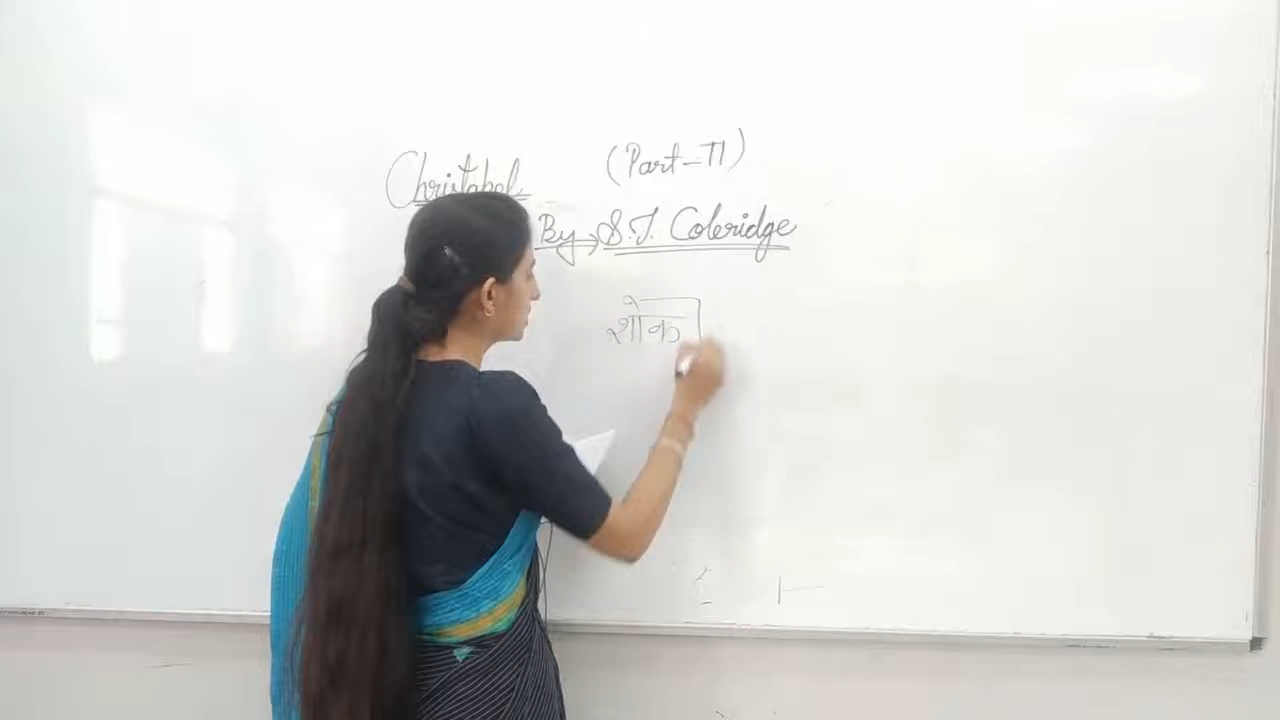 Christabel (Part-II)
By → S.T. Coleridge
शोक